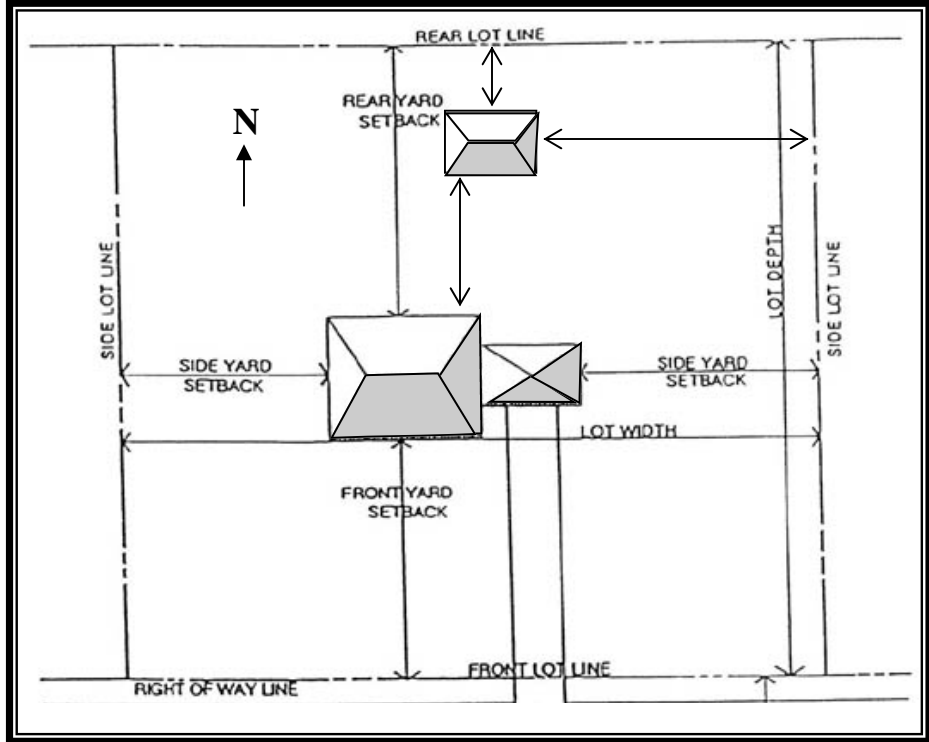 REAR LOT LINE
REAR YARD
SETBACK
N
SIDE LOT LINE
LOT DEPTH
SIDE LOT LINE
SIDE YARD
SETBACK
SIDE YARD
SETBACK
LOT WIDTH
FRONT YARD
SETBACK
FRONT LOT LINE
RIGHT OF WAY LINE